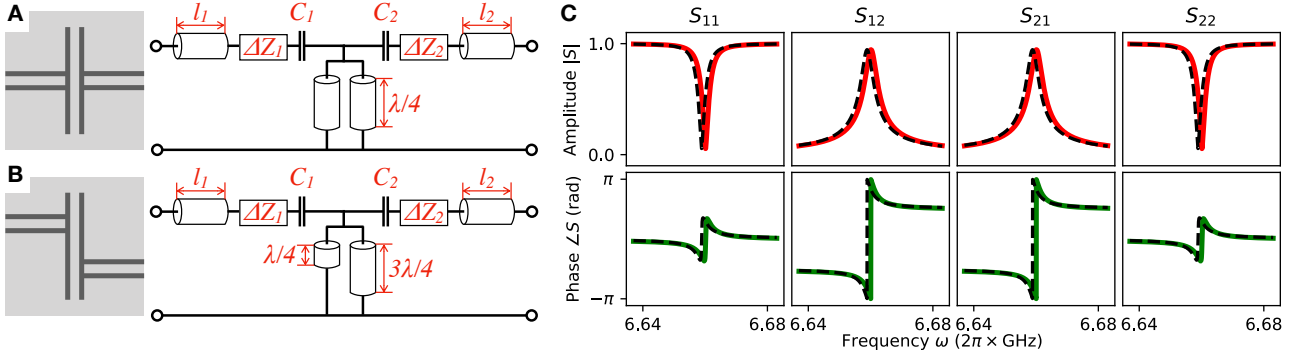 A
l₁
C₁
C₂
l₂
ΔZ₁
ΔZ₂
λ/4
B
l₁
C₁
C₂
l₂
ΔZ₁
ΔZ₂
λ/4
3λ/4
C
S₁₁
S₁₂
S₂₁
S₂₂
Amplitude |S|
1.0
0.0
Phase ∠S (rad)
π
−π
6.64
6.68
6.64
6.68
6.64
6.68
6.64
6.68
Frequency ω (2π × GHz)